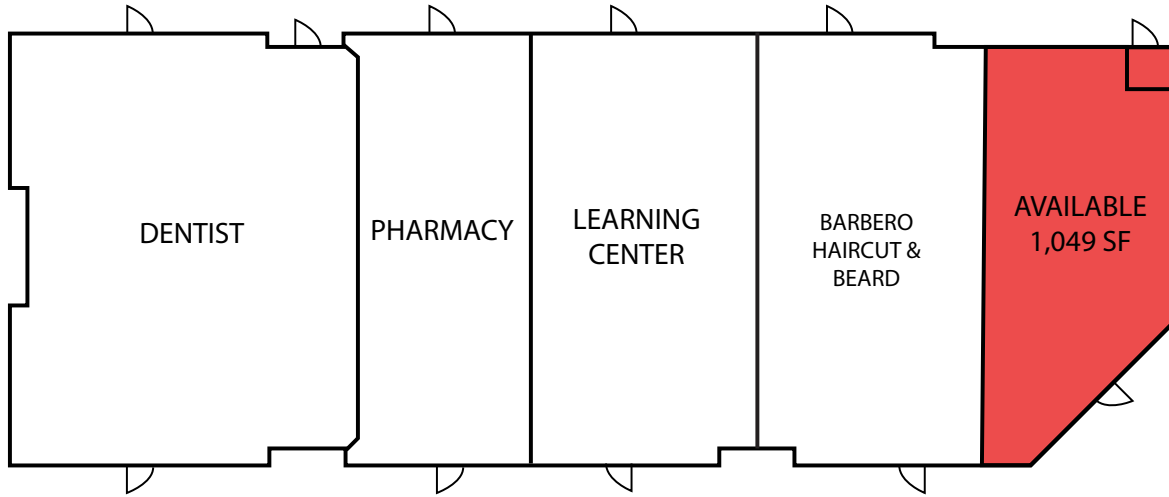 DENTIST
PHARMACY
LEARNING
CENTER
BARBERO
HAIRCUT &
BEARD
AVAILABLE
1,049 SF